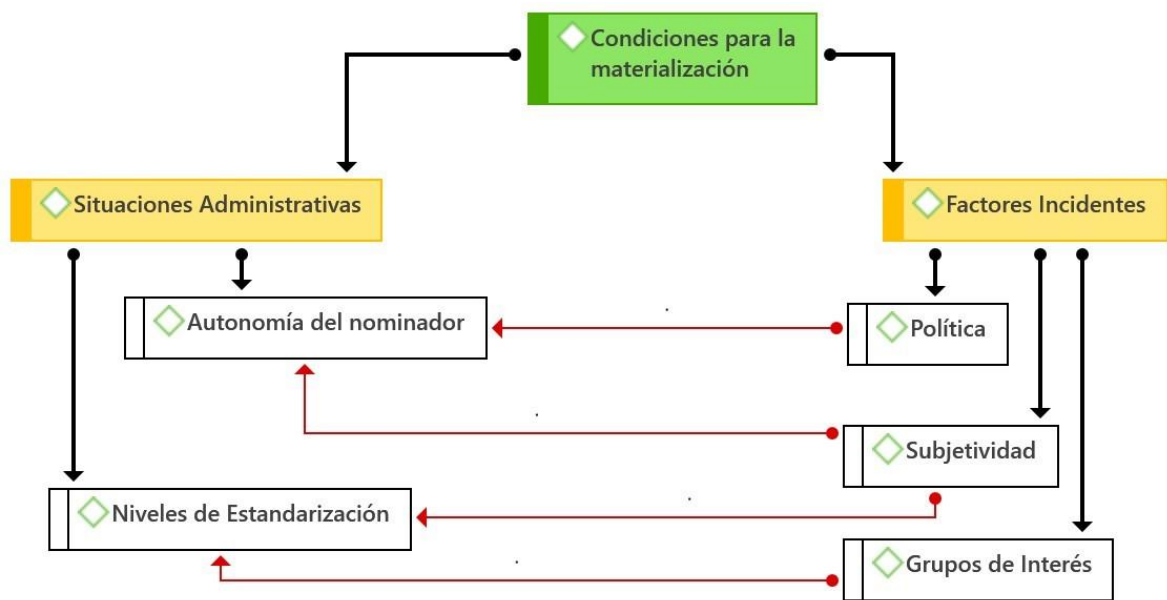 Condiciones para la
materialización
Situaciones Administrativas
Factores Incidentes
Autonomía del nominador
Política
Subjetividad
Niveles de Estandarización
Grupos de Interés